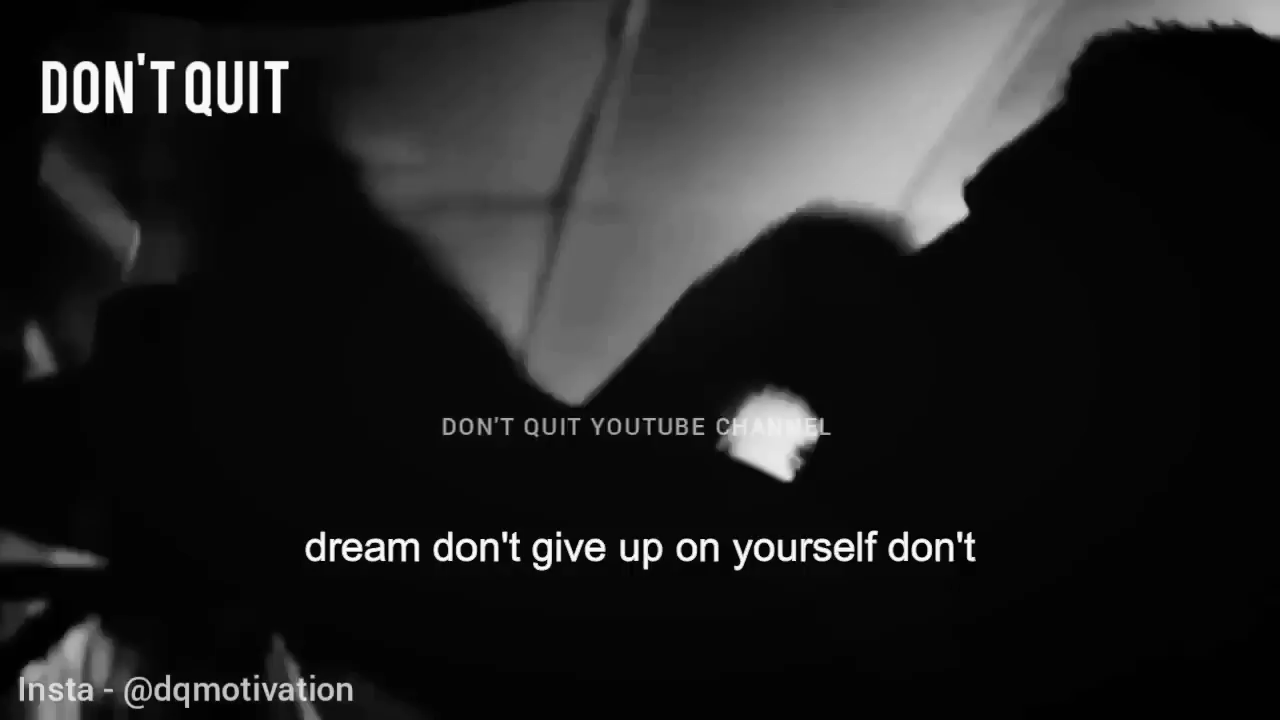 DON'T QUIT
DON'T QUIT YOUTUBE CHANNEL
dream don't give up on yourself don't
Insta - @dqmotivation